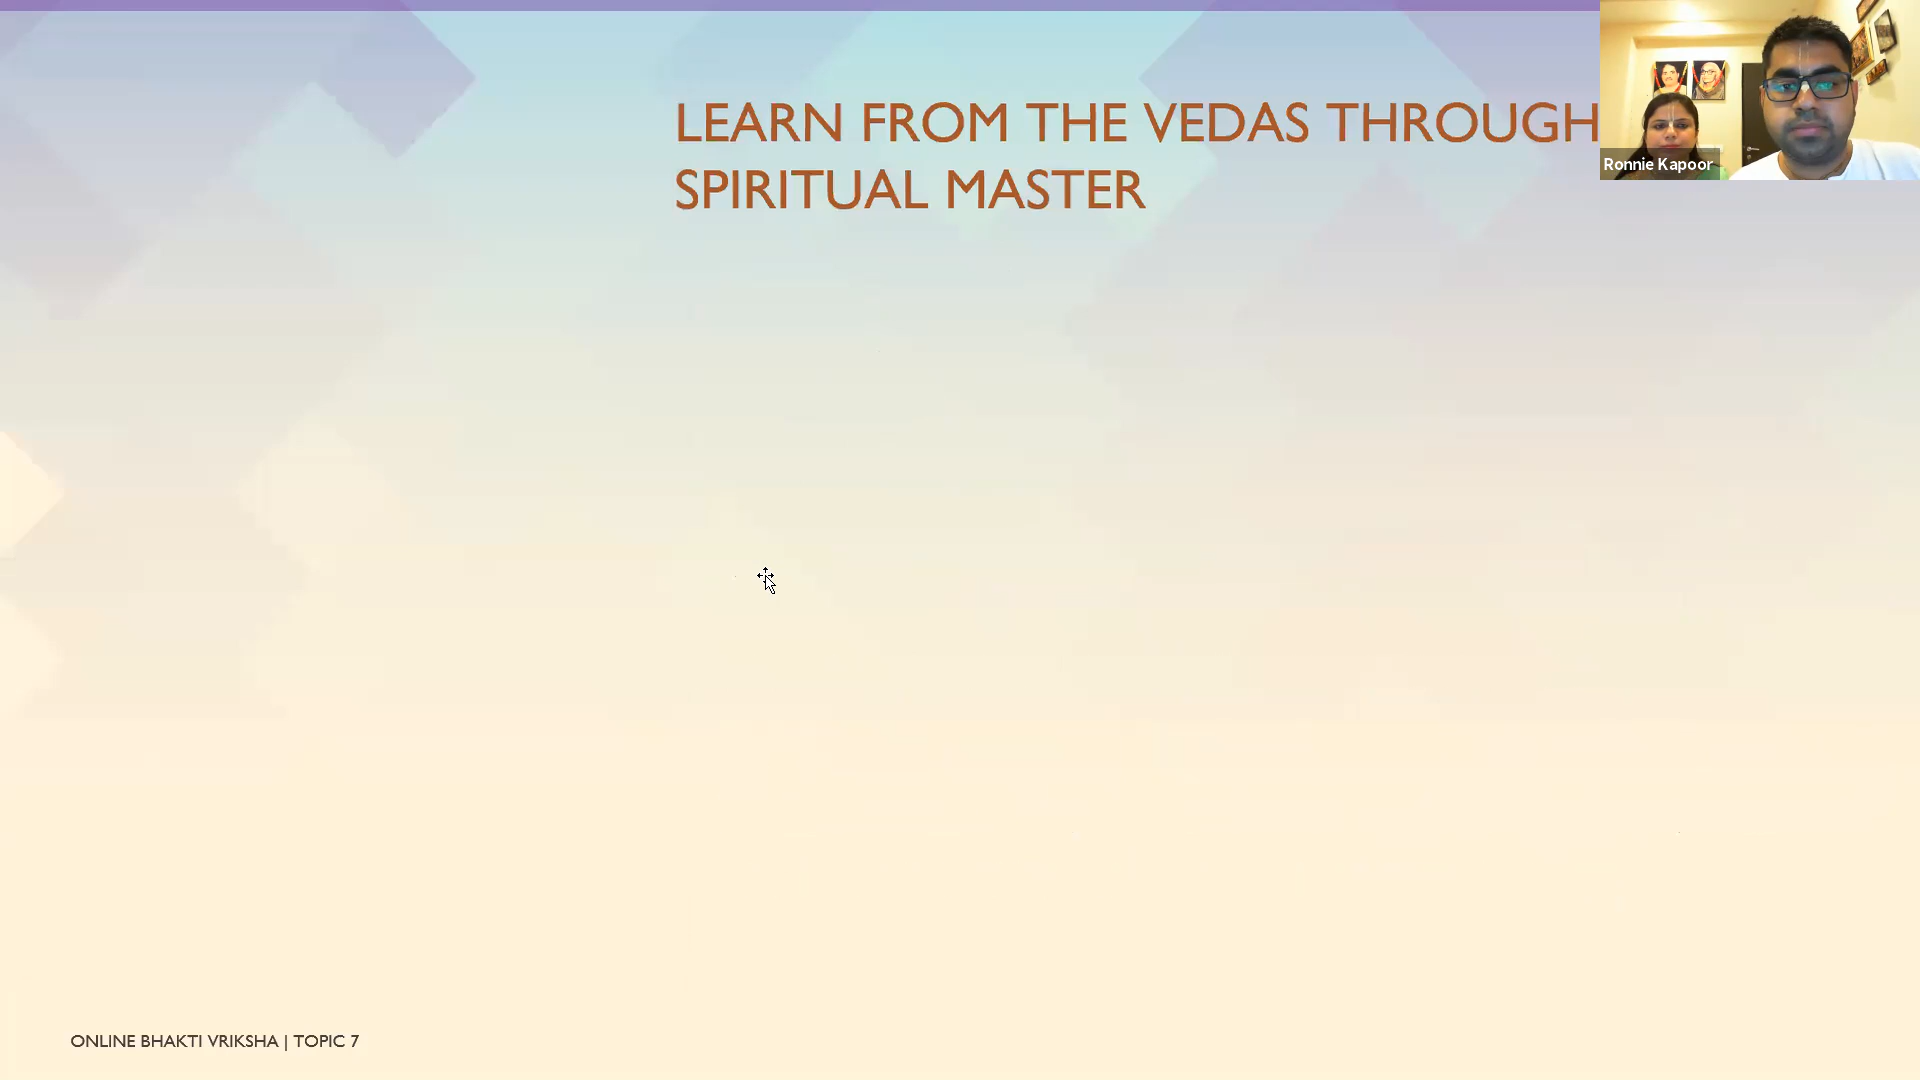 LEARN FROM THE VEDAS THROUGH
SPIRITUAL MASTER
Ronnie Kapoor
ONLINE BHAKTI VRIKSHA | TOPIC 7